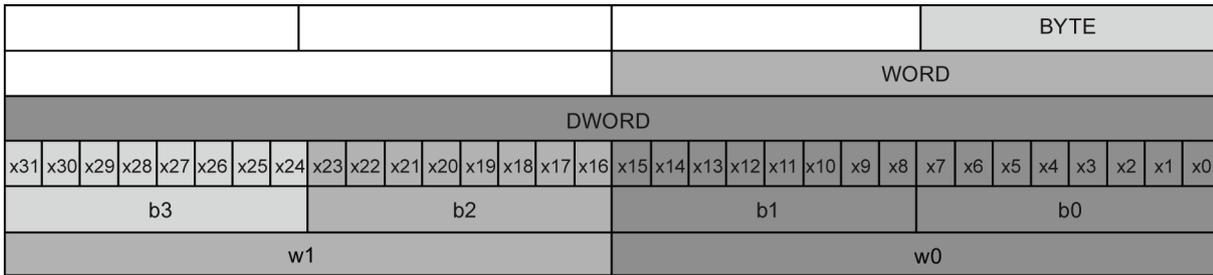 BYTE
WORD
DWORD
x31 x30 x29 x28 x27 x26 x25 x24 x23 x22 x21 x20 x19 x18 x17 x16 x15 x14 x13 x12 x11 x10 x9 x8 x7 x6 x5 x4 x3 x2 x1 x0
b3 b2 b1 b0
w1 w0